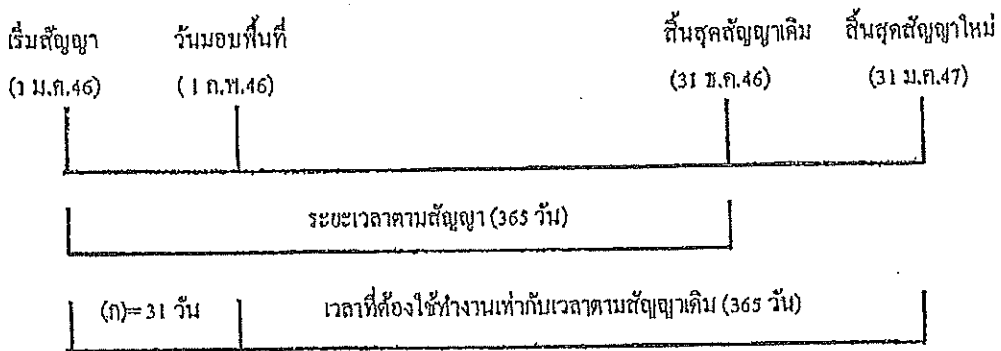 เริ่มสัญญา วันมอบพื้นที่ สิ้นสุดสัญญาเดิม สิ้นสุดสัญญาใหม่
(1 ม.ค.46) (1 ก.พ.46) (31 ธ.ค.46) (31 ม.ค.47)
ระยะเวลาตามสัญญา (365 วัน)
(ก)= 31 วัน เวลาที่ต้องใช้ทำงานเท่ากับเวลาตามสัญญาเดิม (365 วัน)